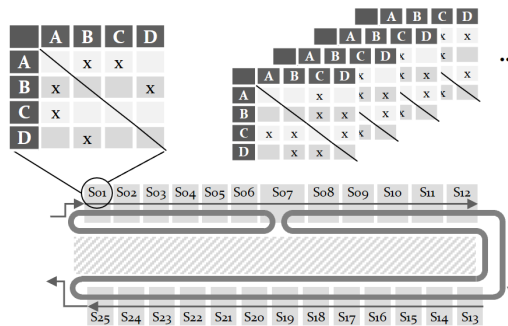 A B C D
A x x
B x x
C x
D x
A B C D
x x
x
A B C D
x x
A B C D
x
x x
A B C D
A x
B x x
C x x x
D x x
...
S01 S02 S03 S04 S05 S06 S07 S08 S09 S10 S11 S12
S25 S24 S23 S22 S21 S20 S19 S18 S17 S16 S15 S14 S13